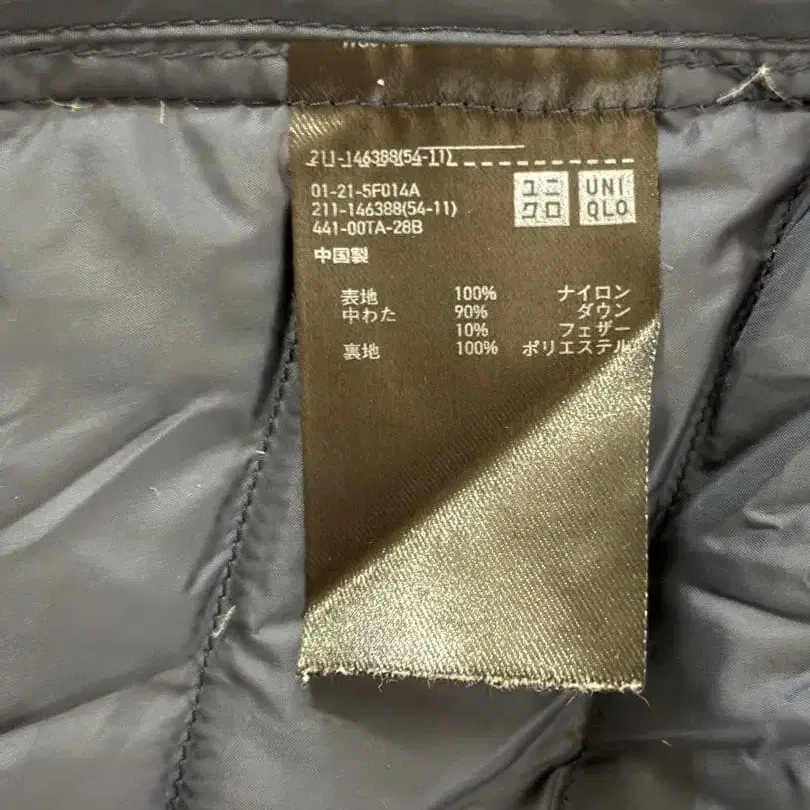 211-146388(54-11)
01-21-5F014A
211-146388(54-11)
441-00TA-28B
ユニクロ
UNIQLO
中国製
表地 100% ナイロン
中わた 90% ダウン
10% フェザー
裏地 100% ポリエステル